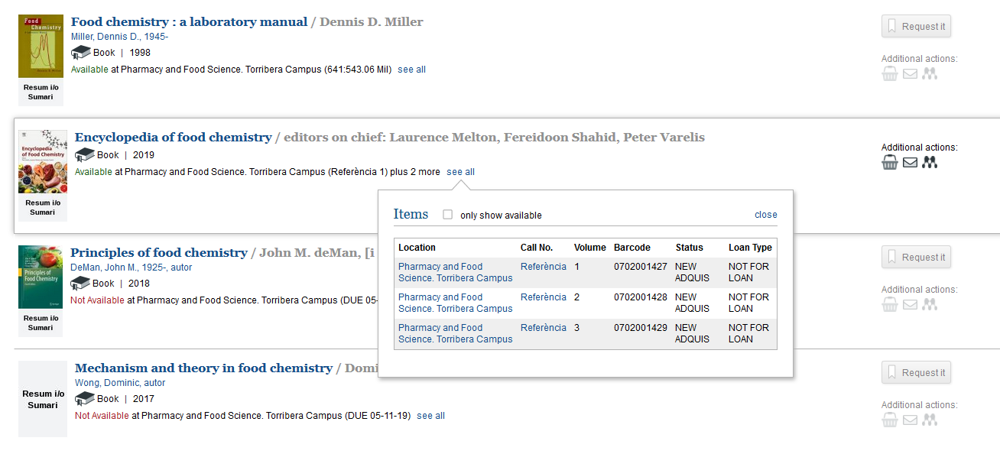 Food Chemistry
Food chemistry : a laboratory manual / Dennis D. Miller
Miller, Dennis D., 1945-
Book | 1998
Available at Pharmacy and Food Science. Torribera Campus (641:543.06 Mil) see all
Resum i/o
Sumari
Request it
Additional actions:
Encyclopedia
of Food Chemistry
Encyclopedia of food chemistry / editors on chief: Laurence Melton, Fereidoon Shahid, Peter Varelis
Book | 2019
Available at Pharmacy and Food Science. Torribera Campus (Referència 1) plus 2 more see all
Resum i/o
Sumari
Additional actions:
Items only show available close
Location Call No. Volume Barcode Status Loan Type
Pharmacy and Food Referència 1 0702001427 NEW NOT FOR
Science. Torribera Campus ADQUIS LOAN
Pharmacy and Food Referència 2 0702001428 NEW NOT FOR
Science. Torribera Campus ADQUIS LOAN
Pharmacy and Food Referència 3 0702001429 NEW NOT FOR
Science. Torribera Campus ADQUIS LOAN
Principles of
Food Chemistry
Principles of food chemistry / John M. deMan, [i
DeMan, John M., 1925-, autor
Book | 2018
Not Available at Pharmacy and Food Science. Torribera Campus (DUE 05-
Resum i/o
Sumari
Request it
Additional actions:
Mechanism and theory in food chemistry / Domi
Wong, Dominic, autor
Book | 2017
Not Available at Pharmacy and Food Science. Torribera Campus (DUE 05-11-19) see all
Resum i/o
Sumari
Request it
Additional actions: